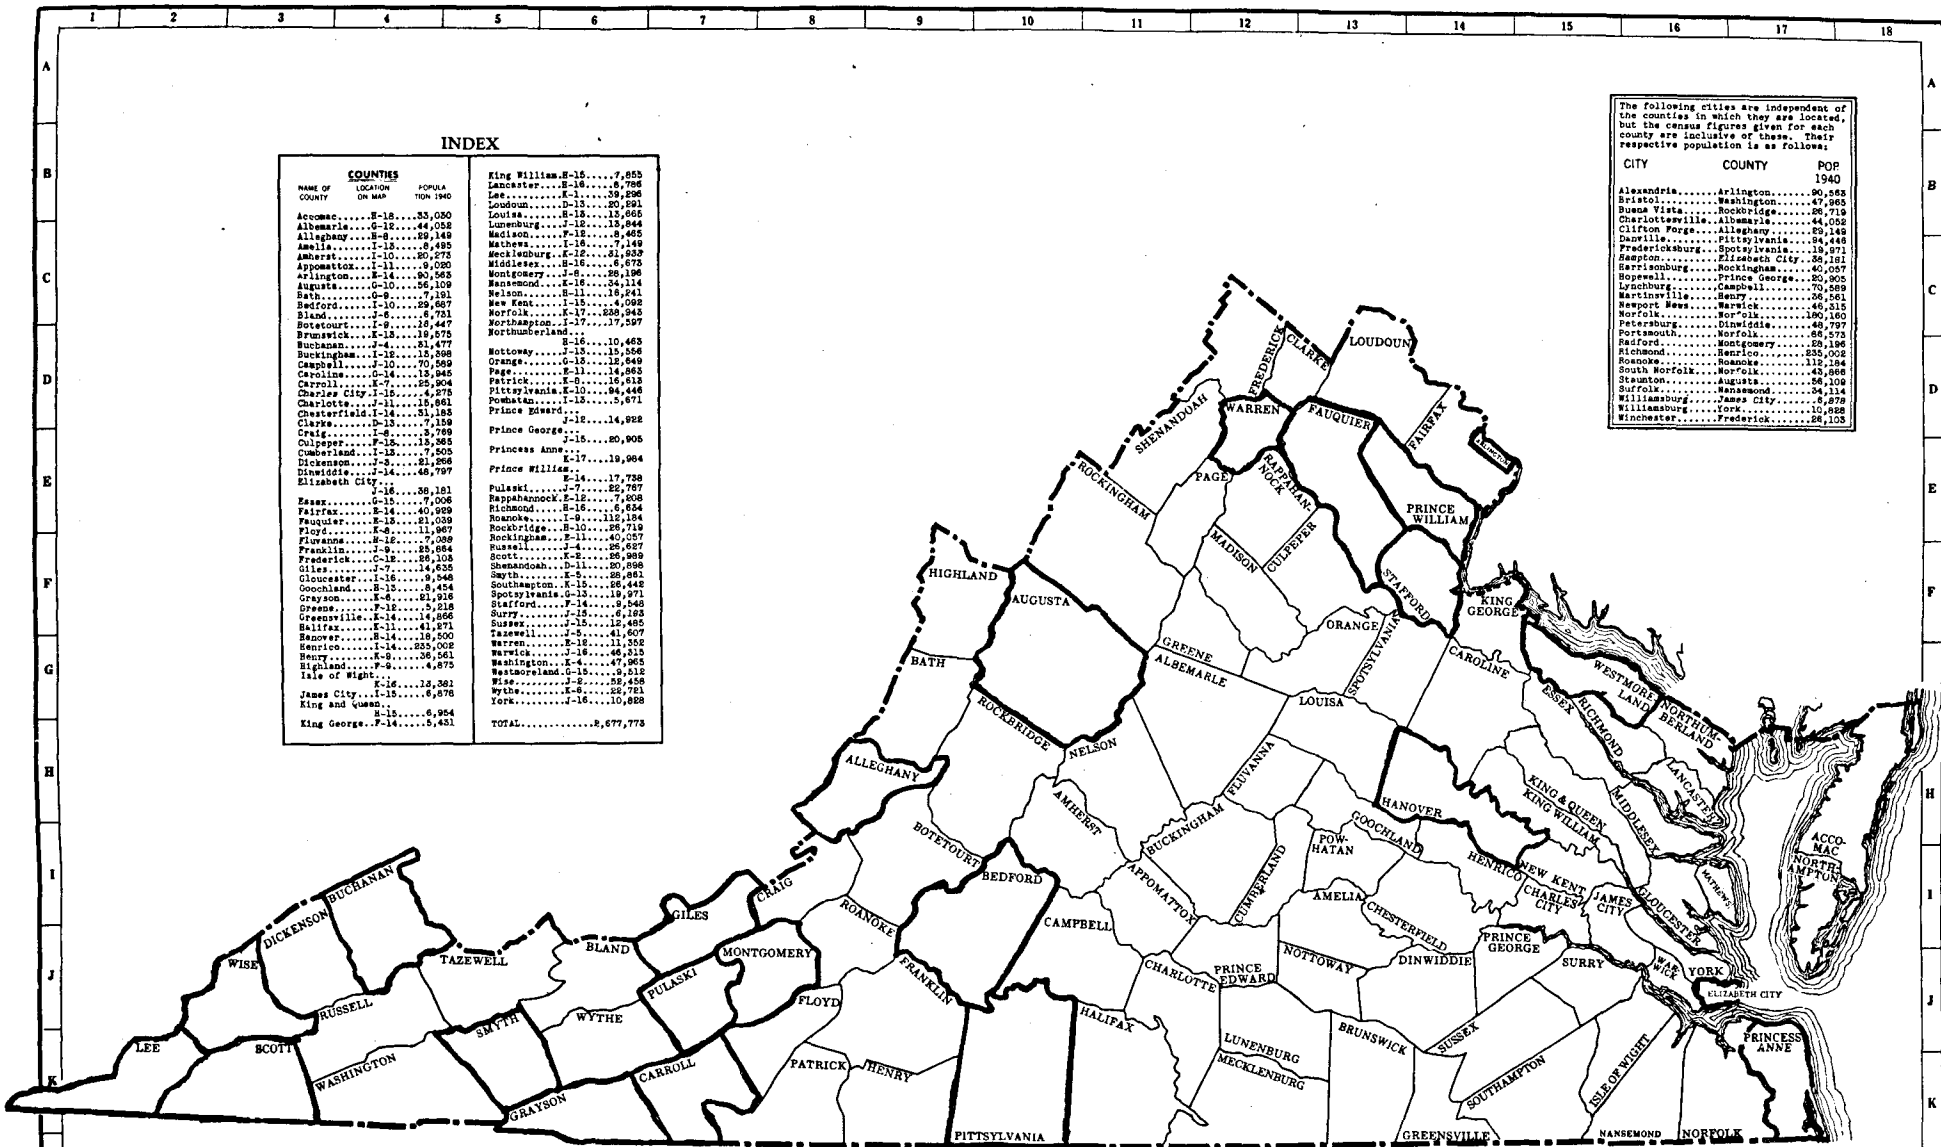 1 2 3 4 5 6 7 8 9 10 11 12 13 14 15 16 17 18
A
B
C
D
E
F
G
H
I
J
K
INDEX
COUNTIES
NAME OF COUNTY LOCATION ON MAP POPULA TION 1940
Accomac......H-18...33,030
Albemarle...G-12...44,052
Alleghany...H-8....29,149
Amelia......I-13...8,495
Amherst.....I-10...20,273
Appomattox..I-11...9,020
Arlington...E-14...90,563
Augusta.....G-10...56,109
Bath........G-9....7,191
Bedford.....I-10...29,687
Bland.......J-6....6,731
Botetourt...I-9....16,447
Brunswick...K-13...19,575
Buchanan....J-4....31,477
Buckingham..I-12...13,398
Campbell....J-10...70,589
Caroline....G-14...13,945
Carroll.....K-7....25,904
Charles City.I-15....4,275
Charlotte...J-11...15,861
Chesterfield.I-14...31,183
Clarke......D-13...7,159
Craig.......I-8....3,769
Culpeper....F-13...13,365
Cumberland..I-13...7,505
Dickenson...J-3....21,266
Dinwiddie...J-14...48,797
Elizabeth City...
J-16...38,181
Essex.......G-15...7,006
Fairfax.....E-14...40,929
Fauquier....E-13...21,039
Floyd.......K-8....11,967
Fluvanna....H-12...7,088
Franklin....J-9....25,864
Frederick...C-12...26,103
Giles.......J-7....14,635
Gloucester..I-16...9,548
Goochland...H-13...8,454
Grayson.....K-6....21,916
Greene......F-12...5,218
Greensville.K-14...14,866
Halifax.....K-11...41,271
Hanover.....H-14...18,500
Henrico.....I-14...235,002
Henry.......K-9....36,561
Highland....F-9....4,875
Isle of Wight...
K-16...13,381
James City...I-15....6,878
King and Queen..
H-15...6,954
King George..F-14....5,431
King William.H-15....7,855
Lancaster....H-16....8,786
Lee.........K-1....39,296
Loudoun.....D-13...20,291
Louisa......H-13...13,665
Lunenburg...J-12...13,844
Madison.....F-12...8,465
Mathews.....I-16...7,149
Mecklenburg.K-12...31,933
Middlesex...H-16...6,673
Montgomery..J-8....28,196
Nansemond...K-16...34,114
Nelson......H-11...16,241
New Kent....I-15...4,092
Norfolk.....K-17...238,943
Northampton..I-17...17,597
Northumberland...
H-16...10,463
Nottoway....J-13...15,556
Orange......G-13...12,649
Page........E-11...14,863
Patrick.....K-8....16,613
Pittsylvania.K-10...94,446
Powhatan....I-13...5,671
Prince Edward...
J-12...14,922
Prince George...
J-15...20,905
Princess Anne...
K-17...19,984
Prince William..
E-14...17,738
Pulaski.....J-7....22,767
Rappahannock.E-12....7,208
Richmond....H-16...6,634
Roanoke.....I-9....112,184
Rockbridge..H-10...26,719
Rockingham..E-11...40,057
Russell.....J-4....26,627
Scott.......K-2....26,989
Shenandoah..D-11...20,898
Smyth.......K-5....28,861
Southampton.K-15...26,442
Spotsylvania.G-13...19,971
Stafford....F-14...9,548
Surry.......J-15...6,193
Sussex......J-15...12,485
Tazewell....J-5....41,607
Warren......E-12...11,352
Warwick.....J-16...46,315
Washington..K-4....47,965
Westmoreland.G-15...9,512
Wise........J-2....52,458
Wythe.......K-6....22,721
York........J-16...10,828
TOTAL.............2,677,773
The following cities are independent of
the counties in which they are located,
but the census figures given for each
county are inclusive of these. Their
respective population is as follows:
CITY COUNTY POP. 1940
Alexandria......Arlington......90,563
Bristol.........Washington.....47,965
Buena Vista.....Rockbridge.....26,719
Charlottesville.Albemarle......44,052
Clifton Forge...Alleghany......29,149
Danville........Pittsylvania...94,446
Fredericksburg..Spotsylvania...19,971
Hampton.........Elizabeth City.38,181
Harrisonburg....Rockingham.....40,057
Hopewell........Prince George..20,905
Lynchburg.......Campbell.......70,589
Martinsville....Henry..........36,561
Newport News....Warwick........46,315
Norfolk.........Norfolk........180,160
Petersburg......Dinwiddie......48,797
Portsmouth......Norfolk........66,573
Radford.........Montgomery.....28,196
Richmond........Henrico........235,002
Roanoke.........Roanoke........112,184
South Norfolk...Norfolk........43,866
Staunton........Augusta........56,109
Suffolk.........Nansemond......34,114
Williamsburg....James City.....6,878
Williamsburg....York...........10,828
Winchester......Frederick......26,103
FREDERICK
CLARKE
LOUDOUN
SHENANDOAH
WARREN
FAUQUIER
FAIRFAX
ARLINGTON
ROCKINGHAM
PAGE
RAPPAHAN-
NOCK
PRINCE
WILLIAM
MADISON
CULPEPER
HIGHLAND
AUGUSTA
STAFFORD
KING
GEORGE
ORANGE
BATH
GREENE
ALBEMARLE
SPOTSYLVANIA
CAROLINE
WESTMORE-
LAND
ESSEX
RICHMOND
NORTHUM-
BERLAND
ROCKBRIDGE
NELSON
LOUISA
ALLEGHANY
FLUVANNA
LANCASTER
AMHERST
HANOVER
KING & QUEEN
KING WILLIAM
MIDDLESEX
BOTETOURT
BUCKINGHAM
GOOCHLAND
POW-
HATAN
HENRICO
ACCO-
MAC
NORTH-
AMPTON
BUCHANAN
CRAIG
BEDFORD
APPOMATTOX
CUMBERLAND
AMELIA
NEW KENT
CHARLES
CITY
JAMES
CITY
GLOUCESTER
MATHEWS
DICKENSON
GILES
ROANOKE
CAMPBELL
CHESTERFIELD
PRINCE
GEORGE
WISE
TAZEWELL
BLAND
MONTGOMERY
PULASKI
FRANKLIN
CHARLOTTE
PRINCE
EDWARD
NOTTOWAY
DINWIDDIE
SURRY
WAR-
WICK
YORK
ELIZABETH CITY
RUSSELL
SMYTH
WYTHE
FLOYD
HALIFAX
LUNENBURG
BRUNSWICK
SUSSEX
PRINCESS
ANNE
LEE
SCOTT
WASHINGTON
GRAYSON
CARROLL
PATRICK
HENRY
PITTSYLVANIA
MECKLENBURG
GREENSVILLE
SOUTHAMPTON
ISLE OF WIGHT
NANSEMOND
NORFOLK
A
B
C
D
E
F
G
H
I
J
K